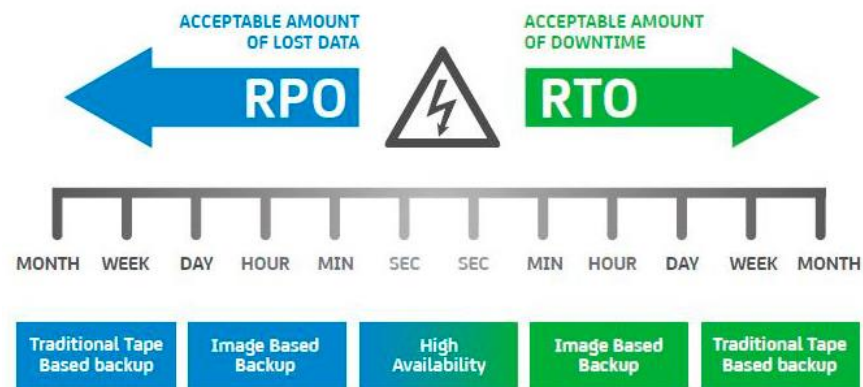 ACCEPTABLE AMOUNT
OF LOST DATA
ACCEPTABLE AMOUNT
OF DOWNTIME
RPO
RTO
MONTH WEEK DAY HOUR MIN SEC SEC MIN HOUR DAY WEEK MONTH
Traditional Tape
Based backup
Image Based
Backup
High
Availability
Image Based
Backup
Traditional Tape
Based backup